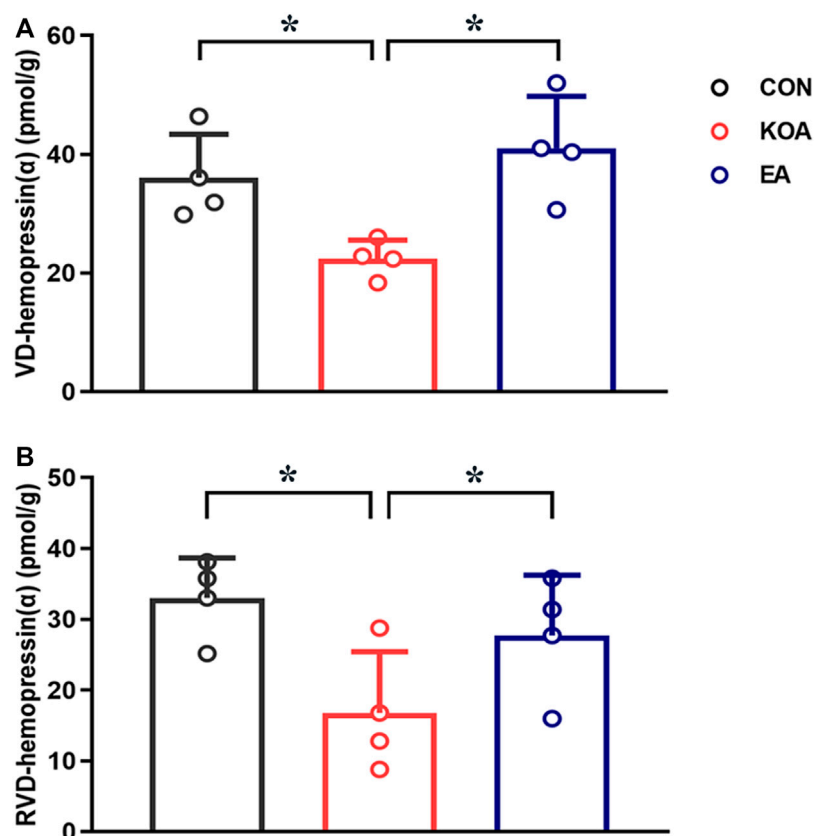 A
VD-hemopressin(α) (pmol/g)
60
40
20
0
*
*
CON
KOA
EA
B
RVD-hemopressin(α) (pmol/g)
50
40
30
20
10
0
*
*